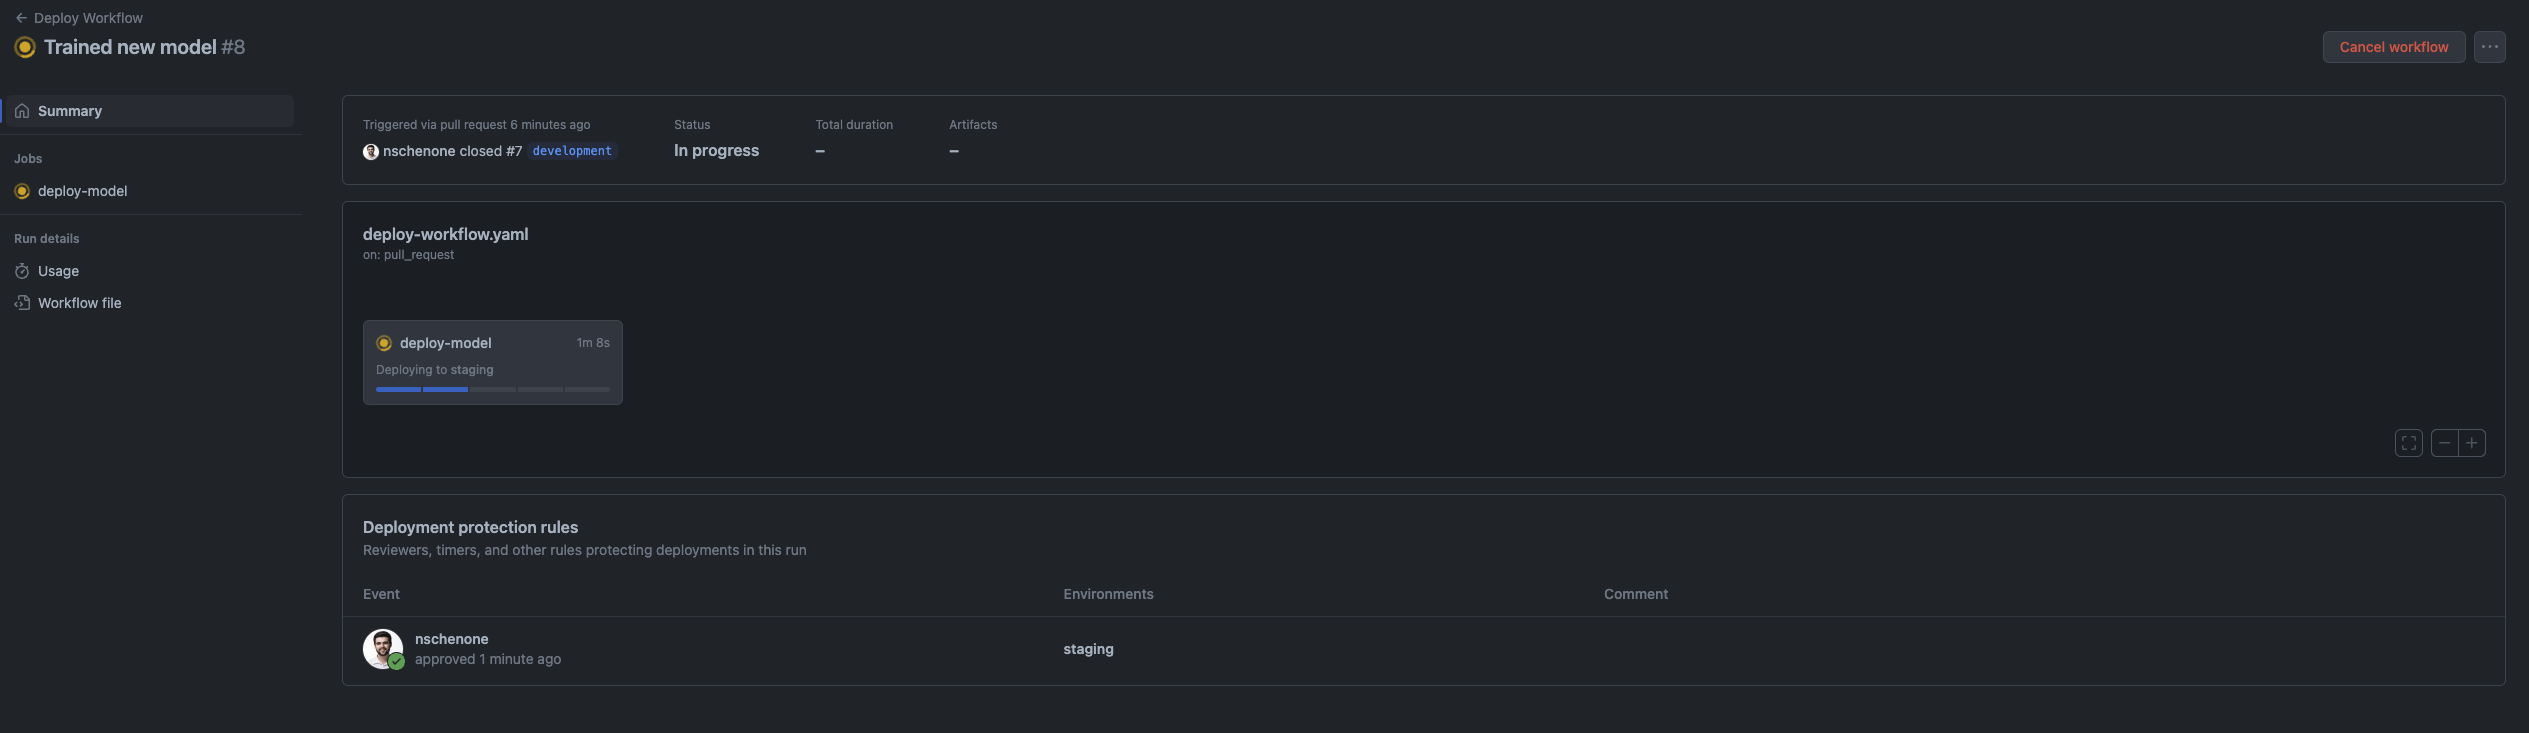 Deploy Workflow
Trained new model #8
Cancel workflow
Summary
Jobs
deploy-model
Run details
Usage
Workflow file
Triggered via pull request 6 minutes ago
nschenone closed #7 development
Status
In progress
Total duration
–
Artifacts
–
deploy-workflow.yaml
on: pull_request
deploy-model 1m 8s
Deploying to staging
Deployment protection rules
Reviewers, timers, and other rules protecting deployments in this run
Event Environments Comment
nschenone
approved 1 minute ago
staging